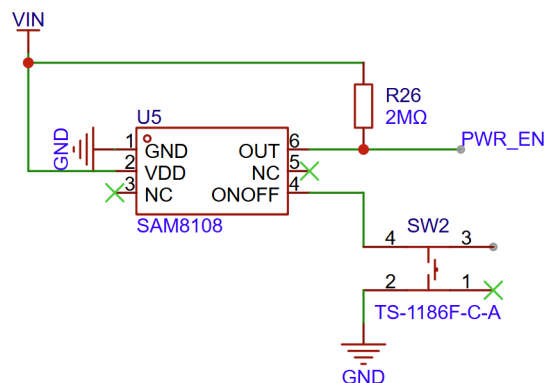 VIN
R26
2MΩ
U5
GND
1
GND
OUT
6
PWR_EN
2
VDD
NC
5
3
NC
ONOFF
4
SAM8108
SW2
4
3
2
1
TS-1186F-C-A
GND